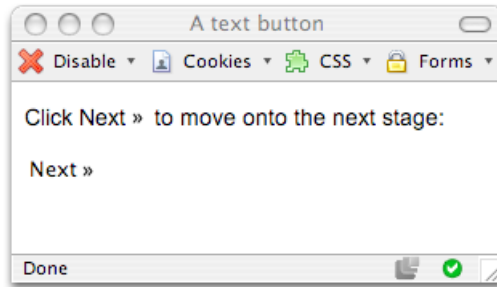 A text button
Disable Cookies CSS Forms
Click Next » to move onto the next stage:
Next »
Done